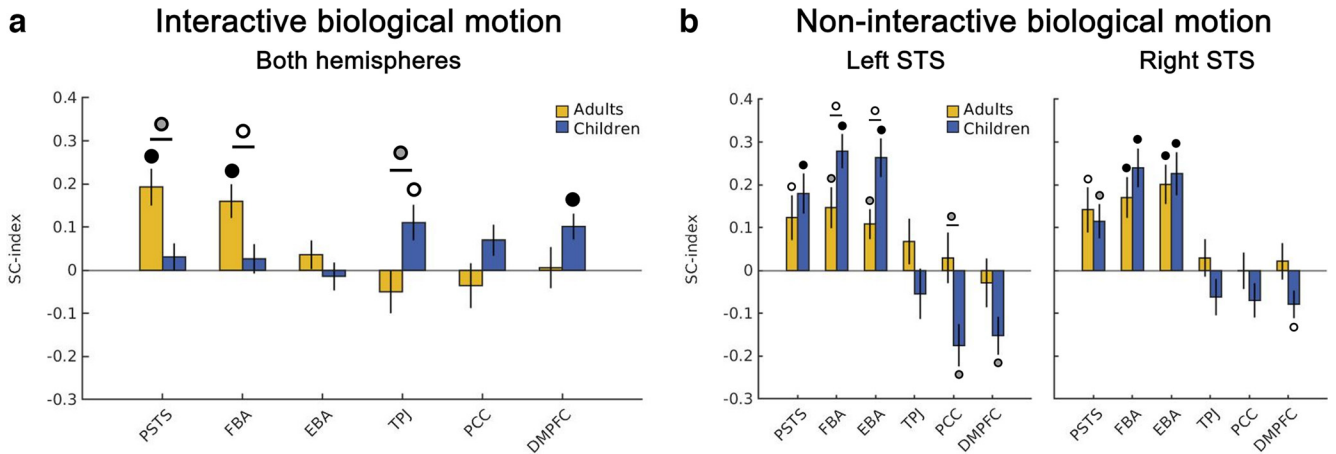 a Interactive biological motion
Both hemispheres
SC-index
0.4
0.3
0.2
0.1
0
-0.1
-0.2
-0.3
Adults
Children
PSTS FBA EBA TPJ PCC DMPFC
b Non-interactive biological motion
Left STS Right STS
SC-index
0.4
0.3
0.2
0.1
0
-0.1
-0.2
-0.3
Adults
Children
PSTS FBA EBA TPJ PCC DMPFC
PSTS FBA EBA TPJ PCC DMPFC